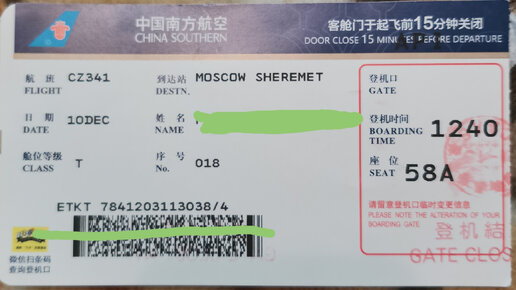 中国南方航空
CHINA SOUTHERN
客舱门于起飞前15分钟关闭
DOOR CLOSE 15 MINUTES BEFORE DEPARTURE
航 班 CZ341 到达站 MOSCOW SHEREMET
FLIGHT DESTN.
登机口
GATE
日 期 10DEC 姓 名
DATE NAME
登机时间 1240
BOARDING
TIME
舱位等级 T 序 号 018
CLASS NO.
座 位 58A
SEAT
ETKT 7841203113038/4
请留意登机口临时变更信息
PLEASE NOTE THE ALTERATION OF YOUR
BOARDING GATE
微信扫条码
查询登机口
登机結
GATE CLOS